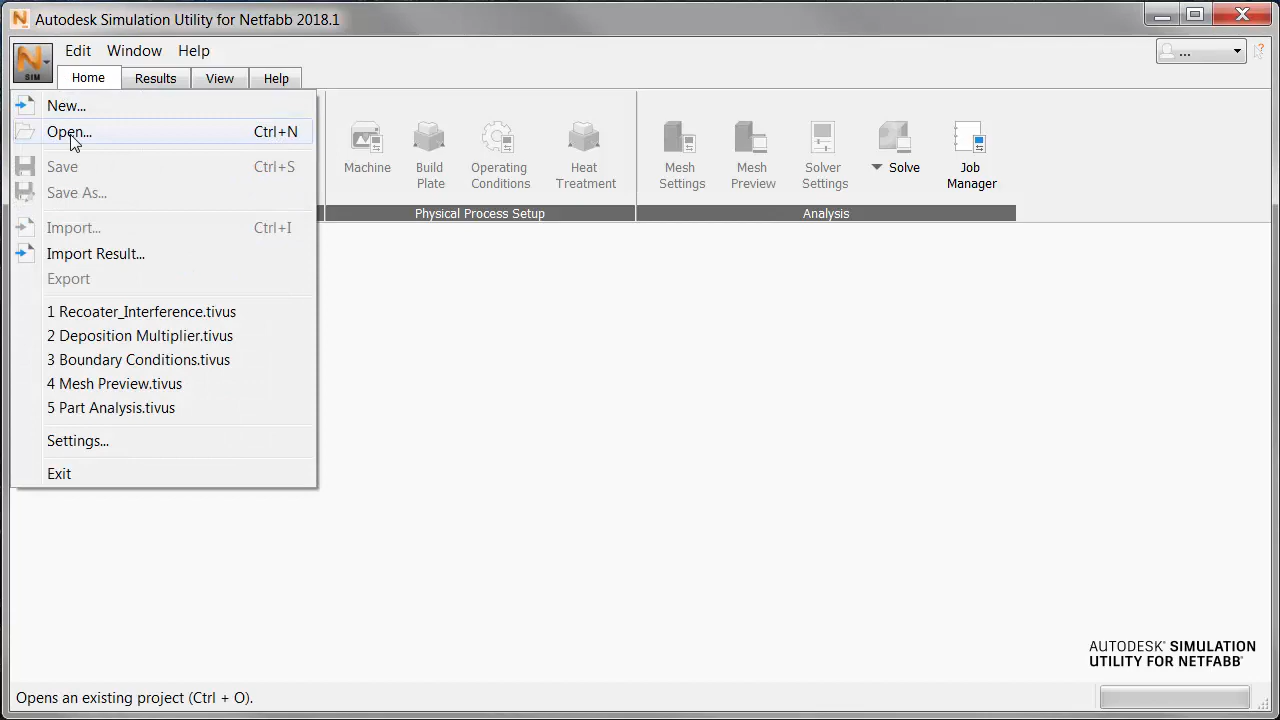 Autodesk Simulation Utility for Netfabb 2018.1
Edit Window Help
...
SIM
Home Results View Help
New...
Open... Ctrl+N
Save Ctrl+S
Save As...
Import... Ctrl+I
Import Result...
Export
1 Recoater_Interference.tivus
2 Deposition Multiplier.tivus
3 Boundary Conditions.tivus
4 Mesh Preview.tivus
5 Part Analysis.tivus
Settings...
Exit
Machine
Build
Plate
Operating
Conditions
Heat
Treatment
Physical Process Setup
Mesh
Settings
Mesh
Preview
Solver
Settings
Solve
Job
Manager
Analysis
AUTODESK® SIMULATION
UTILITY FOR NETFABB®
Opens an existing project (Ctrl + O).